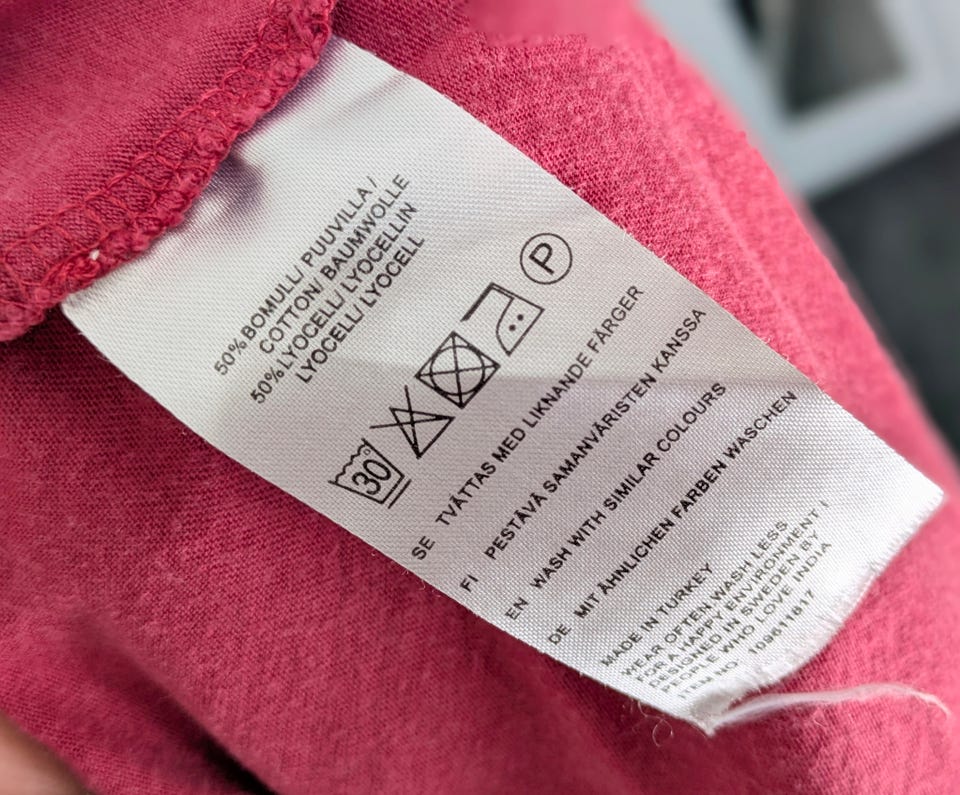 50%BOMULL/ PUUVILLA /
COTTON/ BAUMWOLLE
50%LYOCELL/ LYOCELLIN
LYOCELL/ LYOCELL
30
P
SE TVÄTTAS MED LIKNANDE FÄRGER
FI PESTÄVÄ SAMANVÄRISTEN KANSSA
EN WASH WITH SIMILAR COLOURS
DE MIT ÄHNLICHEN FARBEN WASCHEN
MADE IN TURKEY
WEAR OFTEN WASH LESS
FOR A HAPPY ENVIRONMENT !
DESIGNED IN SWEDEN BY
PEOPLE WHO LOVE INDIA
ITEM NO 109611817